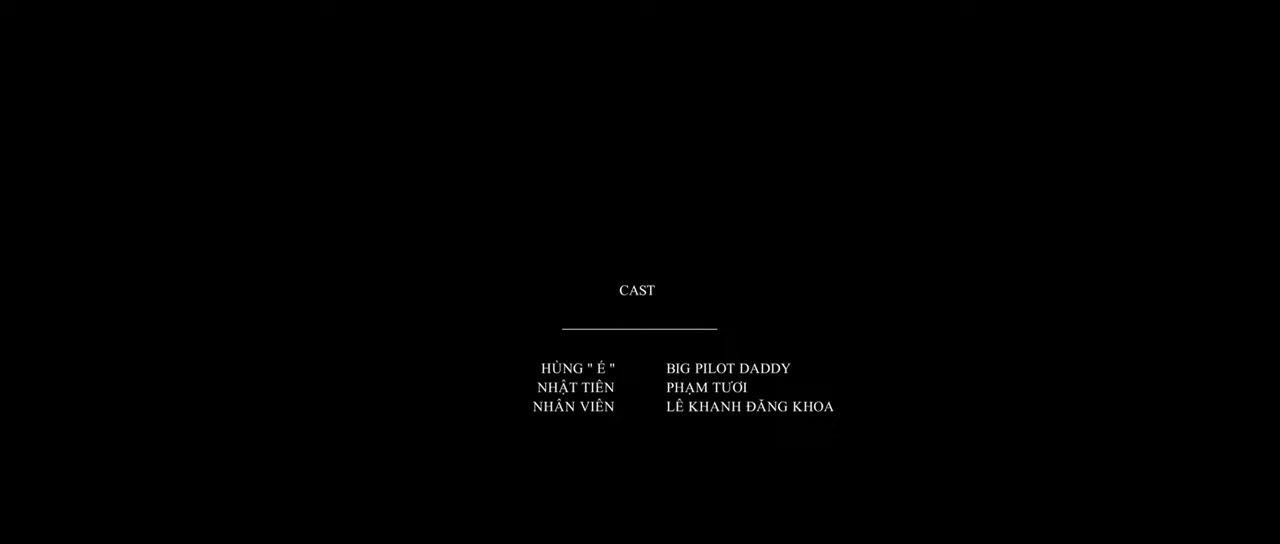 CAST
HÙNG " É " BIG PILOT DADDY
NHẬT TIÊN PHẠM TƯƠI
NHÂN VIÊN LÊ KHANH ĐĂNG KHOA